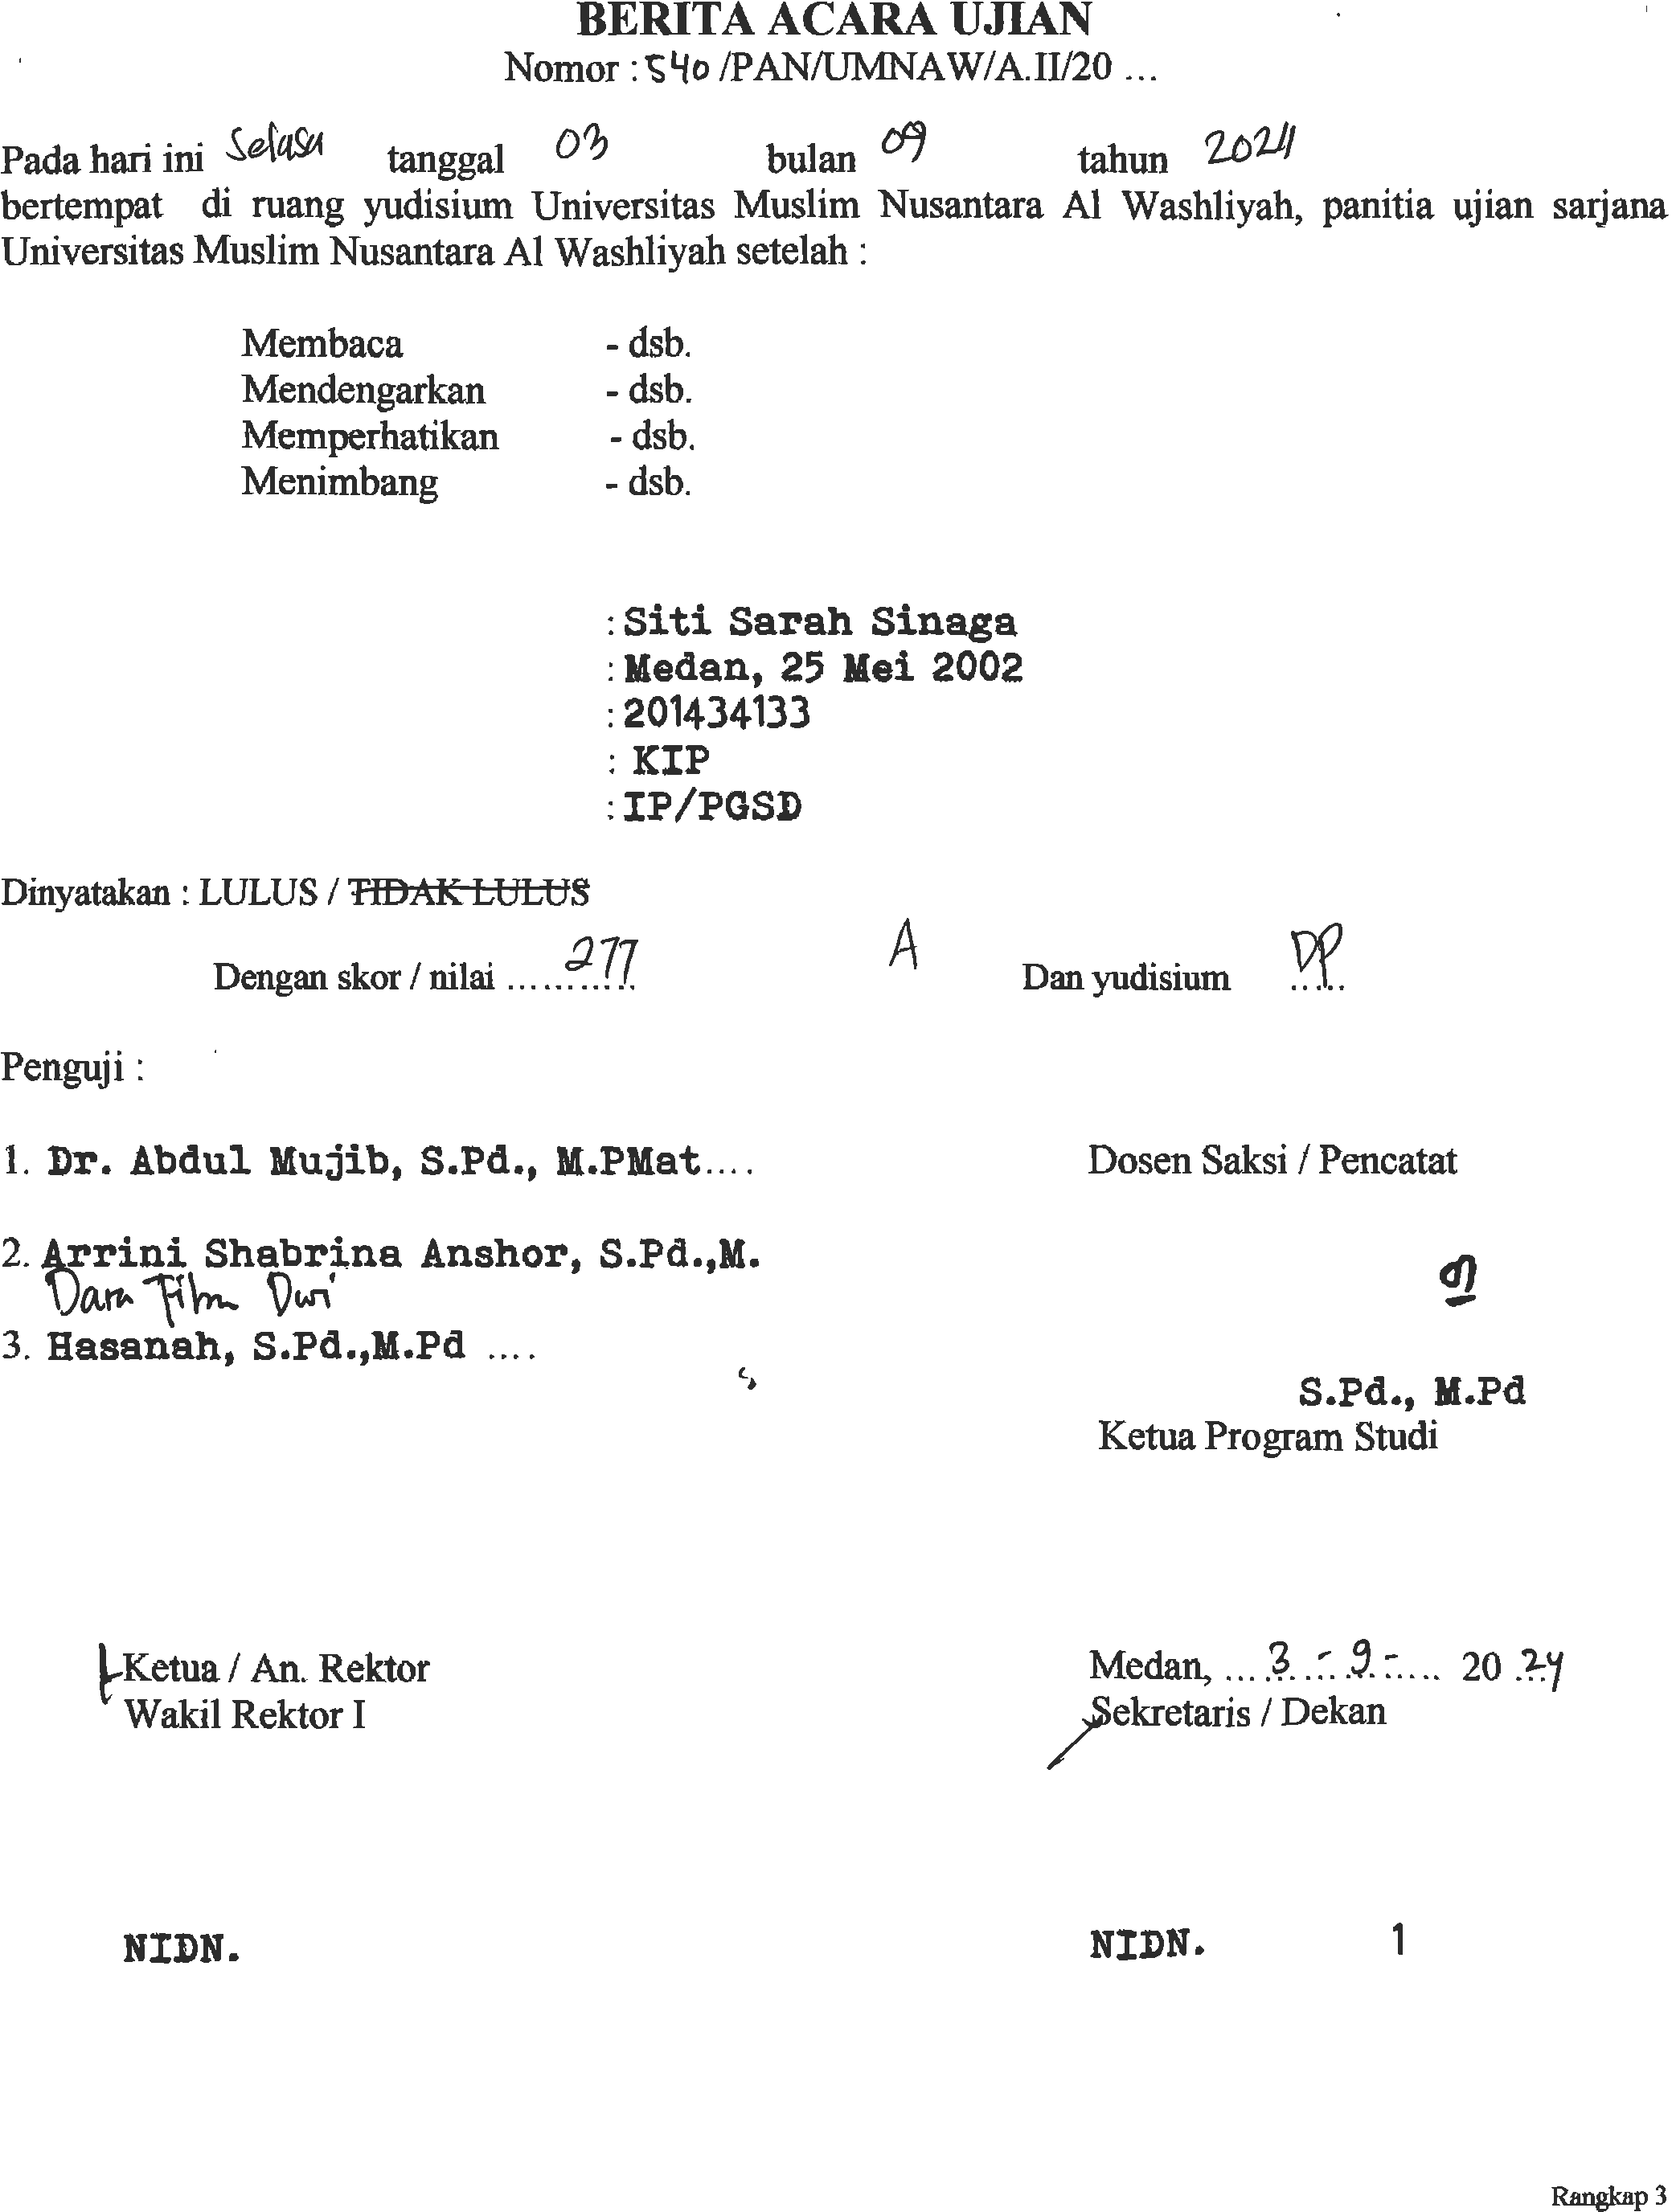 BERITA ACARA UJIAN
Nomor : 540 /PAN/UMNAW/A.II/20 ...
Pada hari ini Selasa tanggal 03 bulan 09 tahun 2024
bertempat di ruang yudisium Universitas Muslim Nusantara Al Washliyah, panitia ujian sarjana
Universitas Muslim Nusantara Al Washliyah setelah :
Membaca - dsb.
Mendengarkan - dsb.
Memperhatikan - dsb.
Menimbang - dsb.
: Siti Sarah Sinaga
: Medan, 25 Mei 2002
: 201434133
: KIP
: IP/PGSD
Dinyatakan : LULUS / TIDAK LULUS
Dengan skor / nilai ............ 277 A Dan yudisium ..... DP
Penguji :
1. Dr. Abdul Mujib, S.Pd., M.PMat.... Dosen Saksi / Pencatat
2. Arrini Shabrina Anshor, S.Pd.,M.
Dara Fitra Dwi
3. Hasanah, S.Pd.,M.Pd ....
S.Pd., M.Pd
Ketua Program Studi
Ketua / An. Rektor Medan, ... 3 - 9 - ..... 20 24
Wakil Rektor I Sekretaris / Dekan
NIDN. NIDN. 1
Rangkap 3